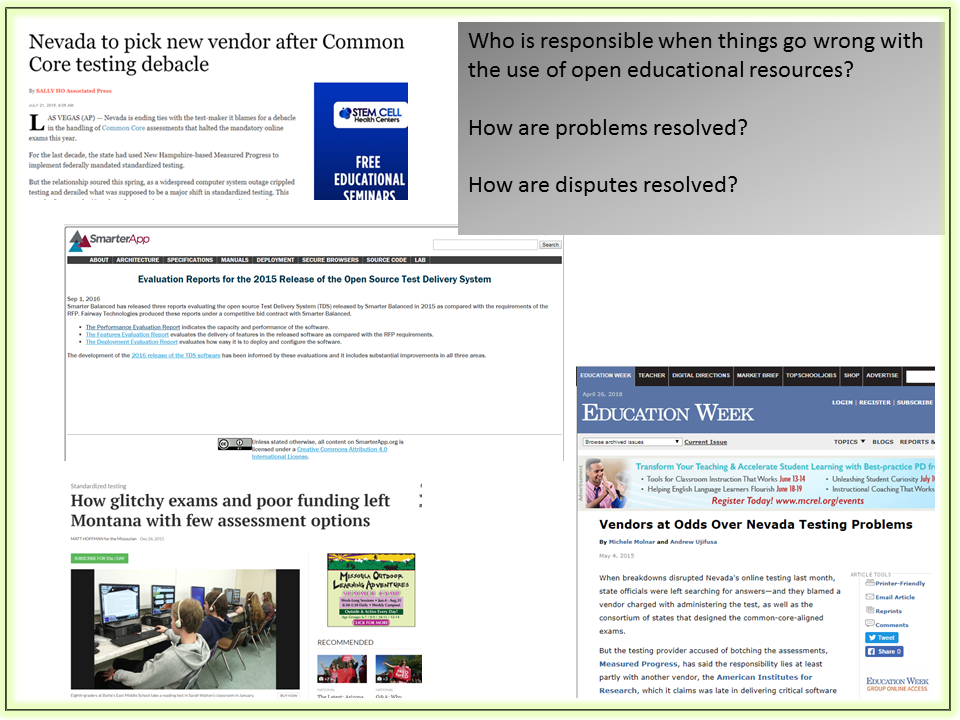 Nevada to pick new vendor after Common
Core testing debacle
By SALLY HO Associated Press
JULY 21, 2015, 6:05 AM
LAS VEGAS (AP) — Nevada is ending ties with the test-maker it blames for a debacle
in the handling of Common Core assessments that halted the mandatory online
exams this year.
For the last decade, the state had used New Hampshire-based Measured Progress to
implement federally mandated standardized testing.
But the relationship soured this spring, as a widespread computer system outage crippled
testing and derailed what was supposed to be a major shift in standardized testing. This
STEM CELL
Health Centers
FREE
EDUCATIONAL
SEMINARS
Who is responsible when things go wrong with
the use of open educational resources?
How are problems resolved?
How are disputes resolved?
SmarterApp
Search
ABOUT ARCHITECTURE SPECIFICATIONS MANUALS DEPLOYMENT SECURE BROWSERS SOURCE CODE LAB
Evaluation Reports for the 2015 Release of the Open Source Test Delivery System
Sep 1, 2016
Smarter Balanced has released three reports evaluating the open source Test Delivery System (TDS) released by Smarter Balanced in 2015 as compared with the requirements of the
RFP. Fairway Technologies produced these reports under a competitive bid contract with Smarter Balanced.
• The Performance Evaluation Report indicates the capacity and performance of the software.
• The Features Evaluation Report evaluates the delivery of features in the released software as compared with the RFP requirements.
• The Deployment Evaluation Report evaluates how easy it is to deploy and configure the software.
The development of the 2016 release of the TDS software has been informed by these evaluations and it includes substantial improvements in all three areas.
Unless stated otherwise, all content on SmarterApp.org is
licensed under a Creative Commons Attribution 4.0
International License.
EDUCATION WEEK TEACHER DIGITAL DIRECTIONS MARKET BRIEF TOPSCHOOLJOBS SHOP ADVERTISE
April 26, 2018
EDUCATION WEEK
LOGIN | REGISTER | SUBSCRIBE
Browse archived issues Current Issue
TOPICS BLOGS REPORTS &
Advertisement
Transform Your Teaching & Accelerate Student Learning with Best-practice PD fr
• Tools for Classroom Instruction That Works June 13-14
• Unleashing Student Curiosity July
• Helping English Language Learners Flourish June 18-19
• Instructional Coaching That Works
Register Today! www.mcrel.org/events
Vendors at Odds Over Nevada Testing Problems
By Michele Molnar and Andrew Ujifusa
May 4, 2015
When breakdowns disrupted Nevada's online testing last month,
state officials were left searching for answers—and they blamed a
vendor charged with administering the test, as well as the
consortium of states that designed the common-core-aligned
exams.
But the testing provider accused of botching the assessments,
Measured Progress, has said the responsibility lies at least
partly with another vendor, the American Institutes for
Research, which it claims was late in delivering critical software
ARTICLE TOOLS
Printer-Friendly
Email Article
Reprints
Comments
Tweet
Share 0
EDUCATION WEEK
GROUP ONLINE ACCESS
Standardized testing
How glitchy exams and poor funding left
Montana with few assessment options
MATT HOFFMAN for the Missoulian
SUBSCRIBE FOR
MISSOULA OUTDOOR
LEARNING ADVENTURES
Outside & Active Every Day!
CLICK FOR MORE
RECOMMENDED
NATIONAL
NATIONAL
The Latest: Arizona
Q&A: Why
BUY NOW